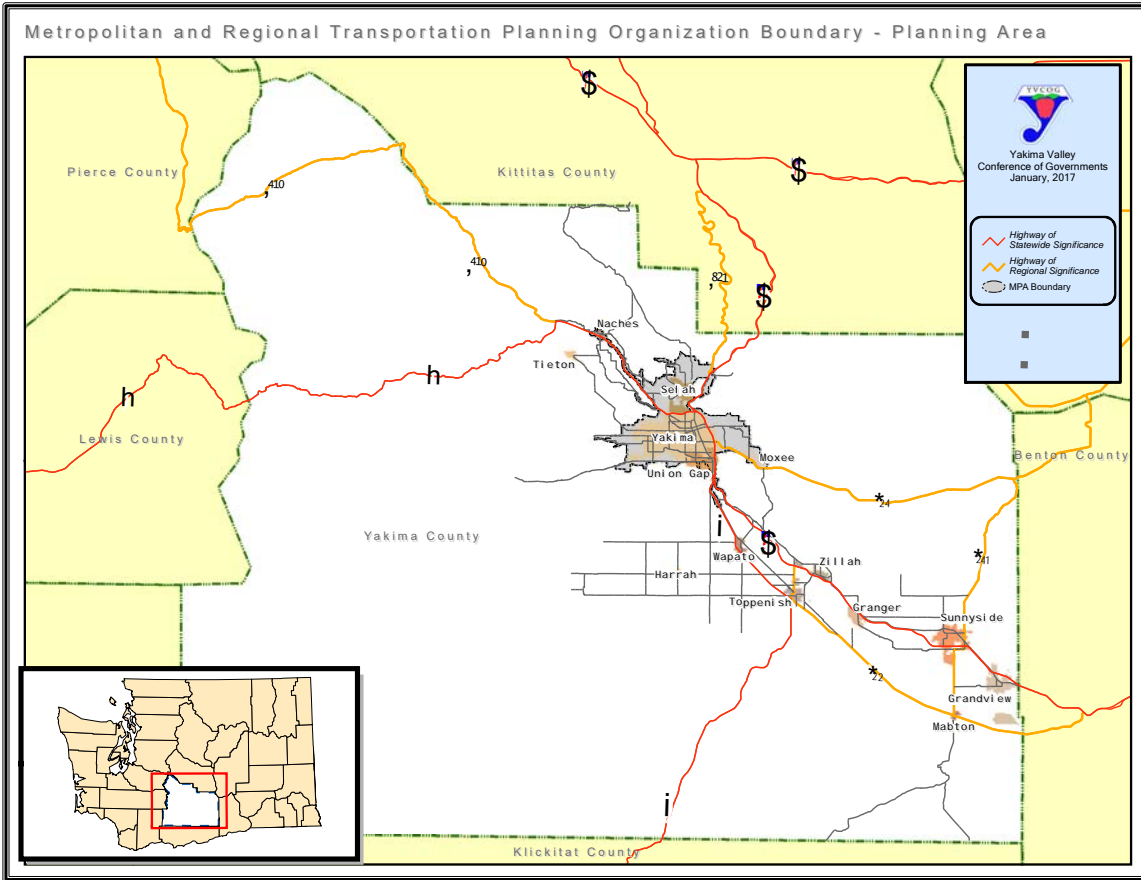 Metropolitan and Regional Transportation Planning Organization Boundary - Planning Area
YVCOG
Yakima Valley
Conference of Governments
January, 2017
Highway of
Statewide Significance
Highway of
Regional Significance
MPA Boundary
$
Pierce County
Kittitas County
$
,410
,410
,821
$
Naches
Tieton
h
h
Selah
Lewis County
Yakima
Moxee
Benton County
Union Gap
*24
i
Yakima County
$
*241
Wapato
Zillah
Harrah
Toppenish
Granger
Sunnyside
*22
Grandview
Mabton
i
Klickitat County